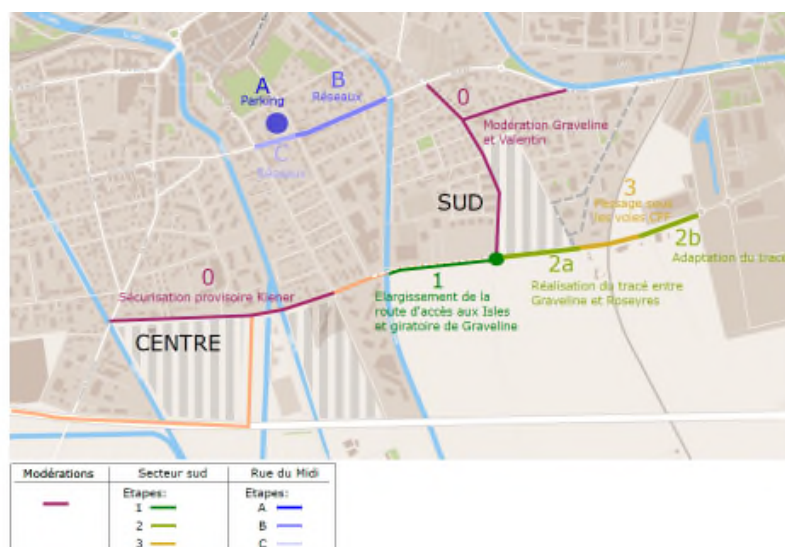 A
Parking
B
Réseaux
C
Réseaux
0
Modération Graveline
et Valentin
SUD
3
Passage sous
les voies CFF
2b
Adaptation du tracé
2a
Réalisation du tracé entre
Graveline et Roseyres
0
Sécurisation provisoire Kiener
1
Elargissement de la
route d'accès aux Isles
et giratoire de Graveline
CENTRE
Modérations
Secteur sud
Etapes:
1
2
3
Rue du Midi
Etapes:
A
B
C